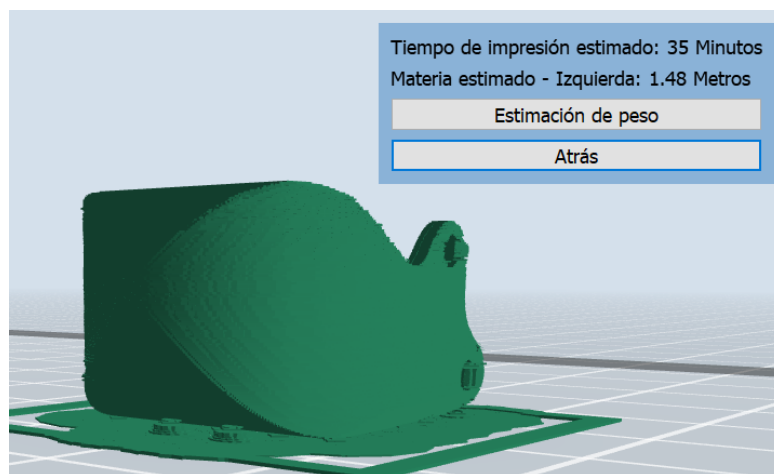 Tiempo de impresión estimado: 35 Minutos
Materia estimado - Izquierda: 1.48 Metros
Estimación de peso
Atrás